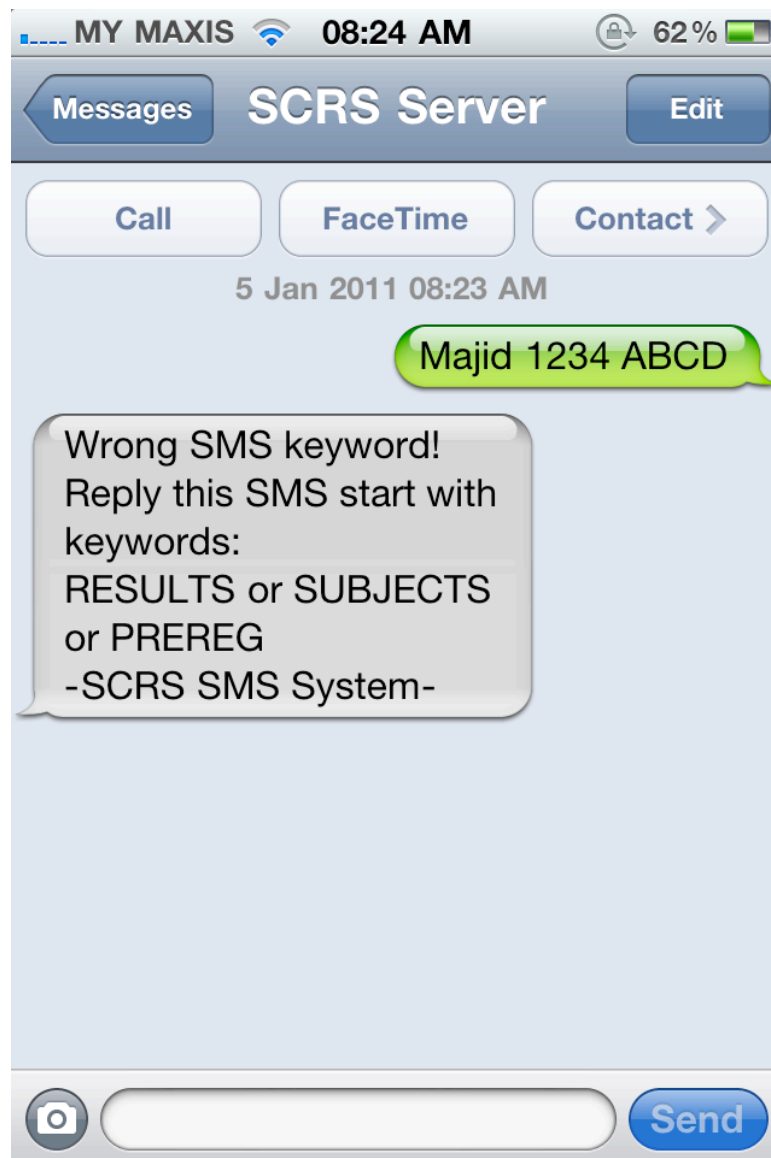 MY MAXIS 08:24 AM 62%
Messages SCRS Server Edit
Call FaceTime Contact
5 Jan 2011 08:23 AM
Majid 1234 ABCD
Wrong SMS keyword!
Reply this SMS start with
keywords:
RESULTS or SUBJECTS
or PREREG
-SCRS SMS System-
Send